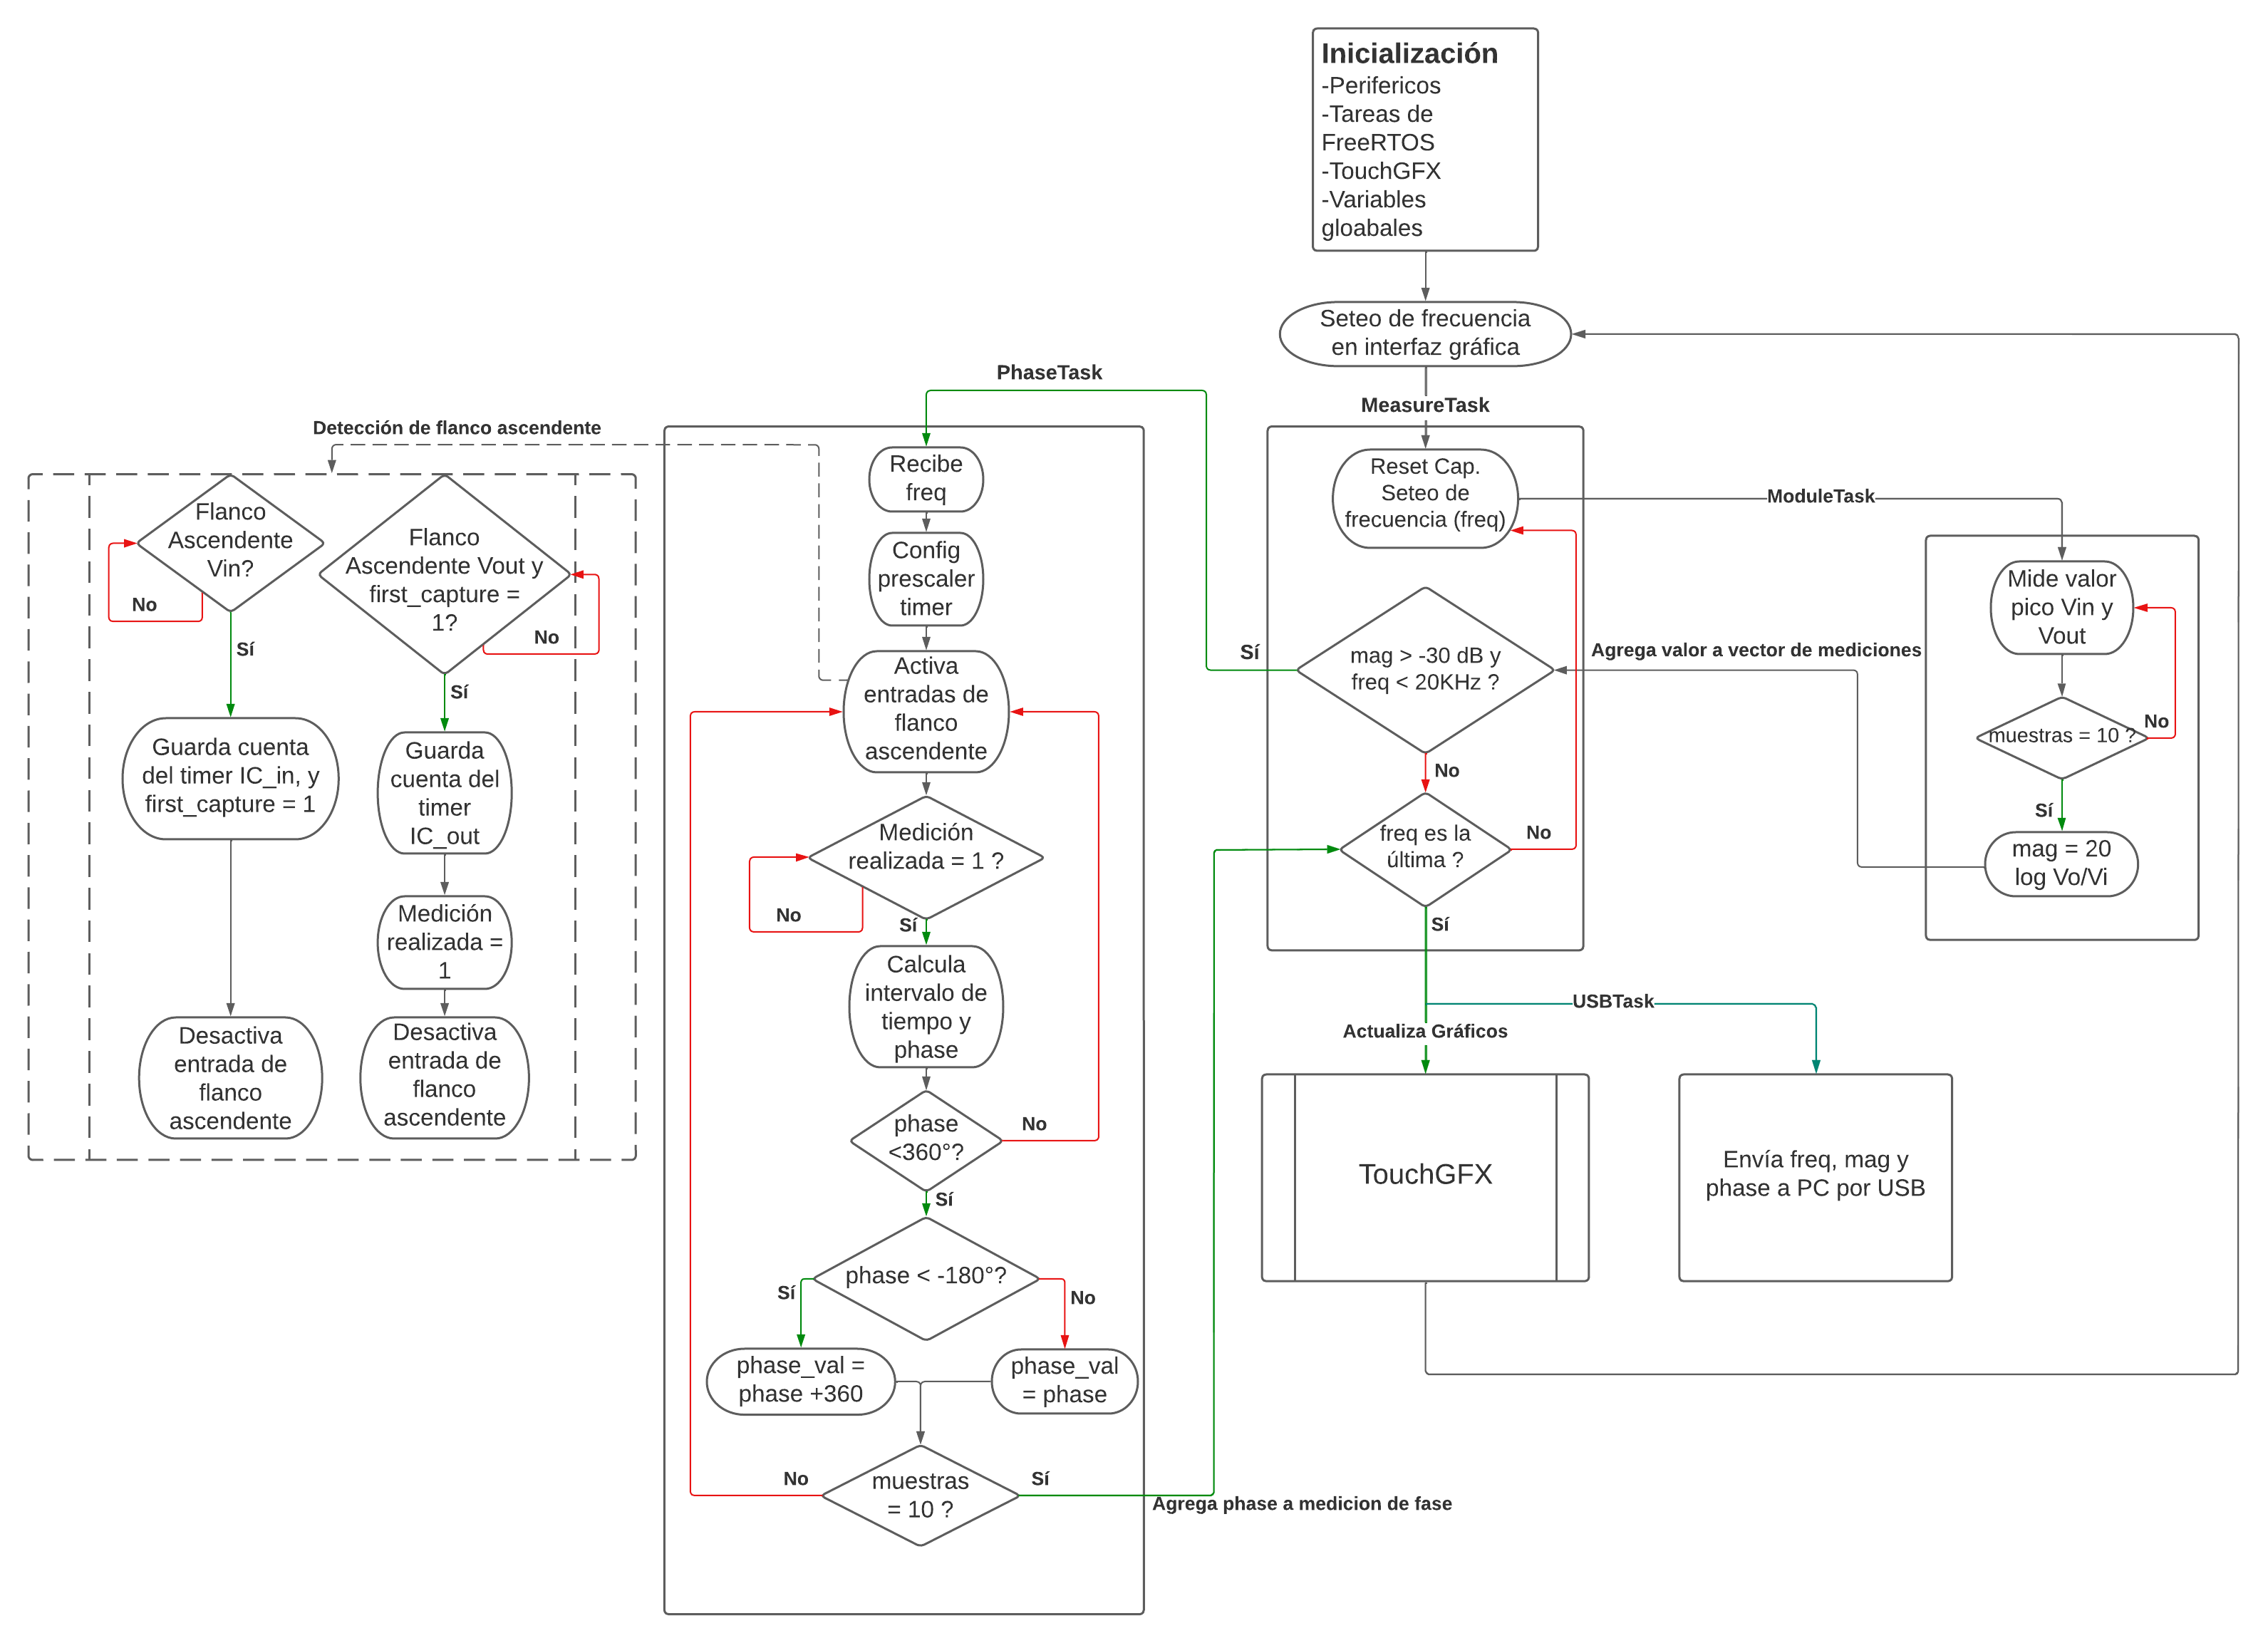 Inicialización
-Perifericos
-Tareas de
FreeRTOS
-TouchGFX
-Variables
gloabales
Seteo de frecuencia
en interfaz gráfica
PhaseTask
MeasureTask
Detección de flanco ascendente
Flanco
Ascendente
Vin?
No
Sí
Guarda cuenta
del timer IC_in, y
first_capture = 1
Desactiva
entrada de
flanco
ascendente
Flanco
Ascendente Vout y
first_capture =
1?
No
Sí
Guarda
cuenta del
timer
IC_out
Medición
realizada =
1
Desactiva
entrada de
flanco
ascendente
Recibe
freq
Config
prescaler
timer
Activa
entradas de
flanco
ascendente
Medición
realizada = 1 ?
No
Sí
Calcula
intervalo de
tiempo y
phase
phase
<360°?
No
Sí
phase < -180°?
Sí
No
phase_val =
phase +360
phase_val
= phase
muestras
= 10 ?
No
Sí
Agrega phase a medicion de fase
Reset Cap.
Seteo de
frecuencia (freq)
ModuleTask
mag > -30 dB y
freq < 20KHz ?
Sí
No
freq es la
última ?
No
Sí
Agrega valor a vector de mediciones
Mide valor
pico Vin y
Vout
muestras = 10 ?
No
Sí
mag = 20
log Vo/Vi
USBTask
Actualiza Gráficos
TouchGFX
Envía freq, mag y
phase a PC por USB